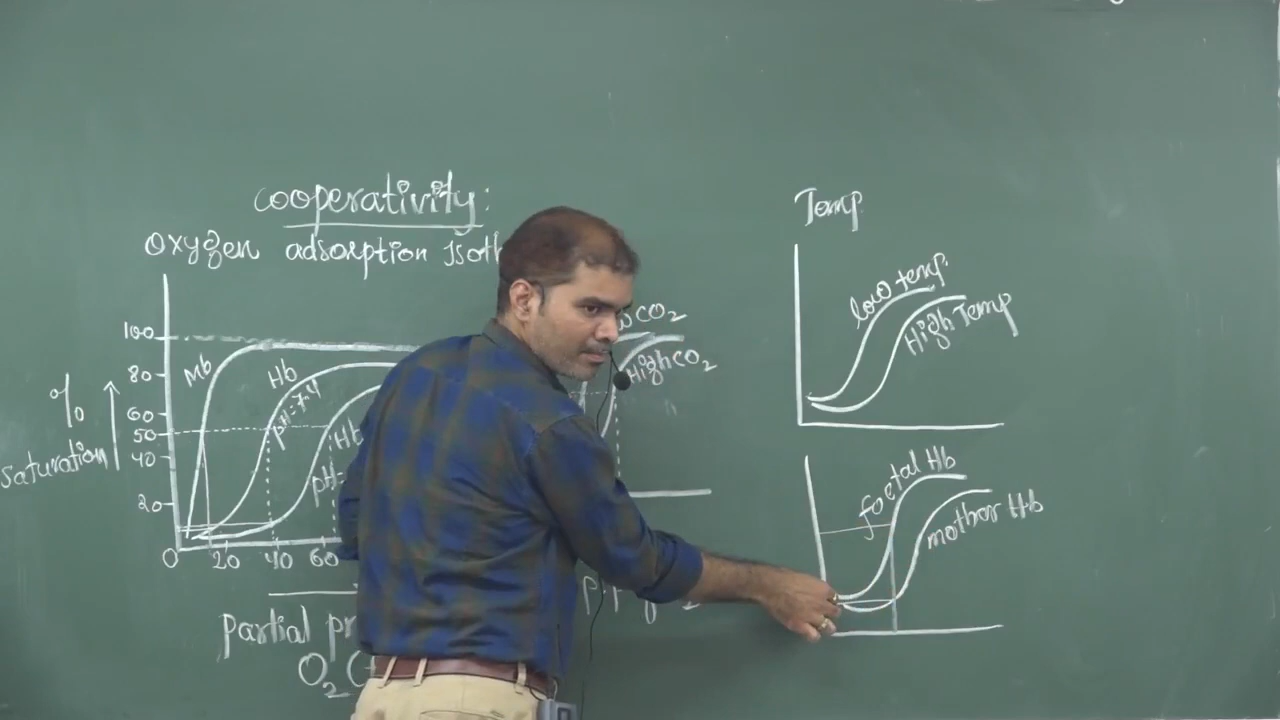 cooperativity:
Oxygen adsorption Isoth
100
80
60
50
40
20
0
20
40
60
%
saturation
Mb
Hb
pH=7.4
Hb
pH=
Partial pr
O2(
CO2
High CO2
Temp
low temp.
High Temp
foetal Hb
mother Hb